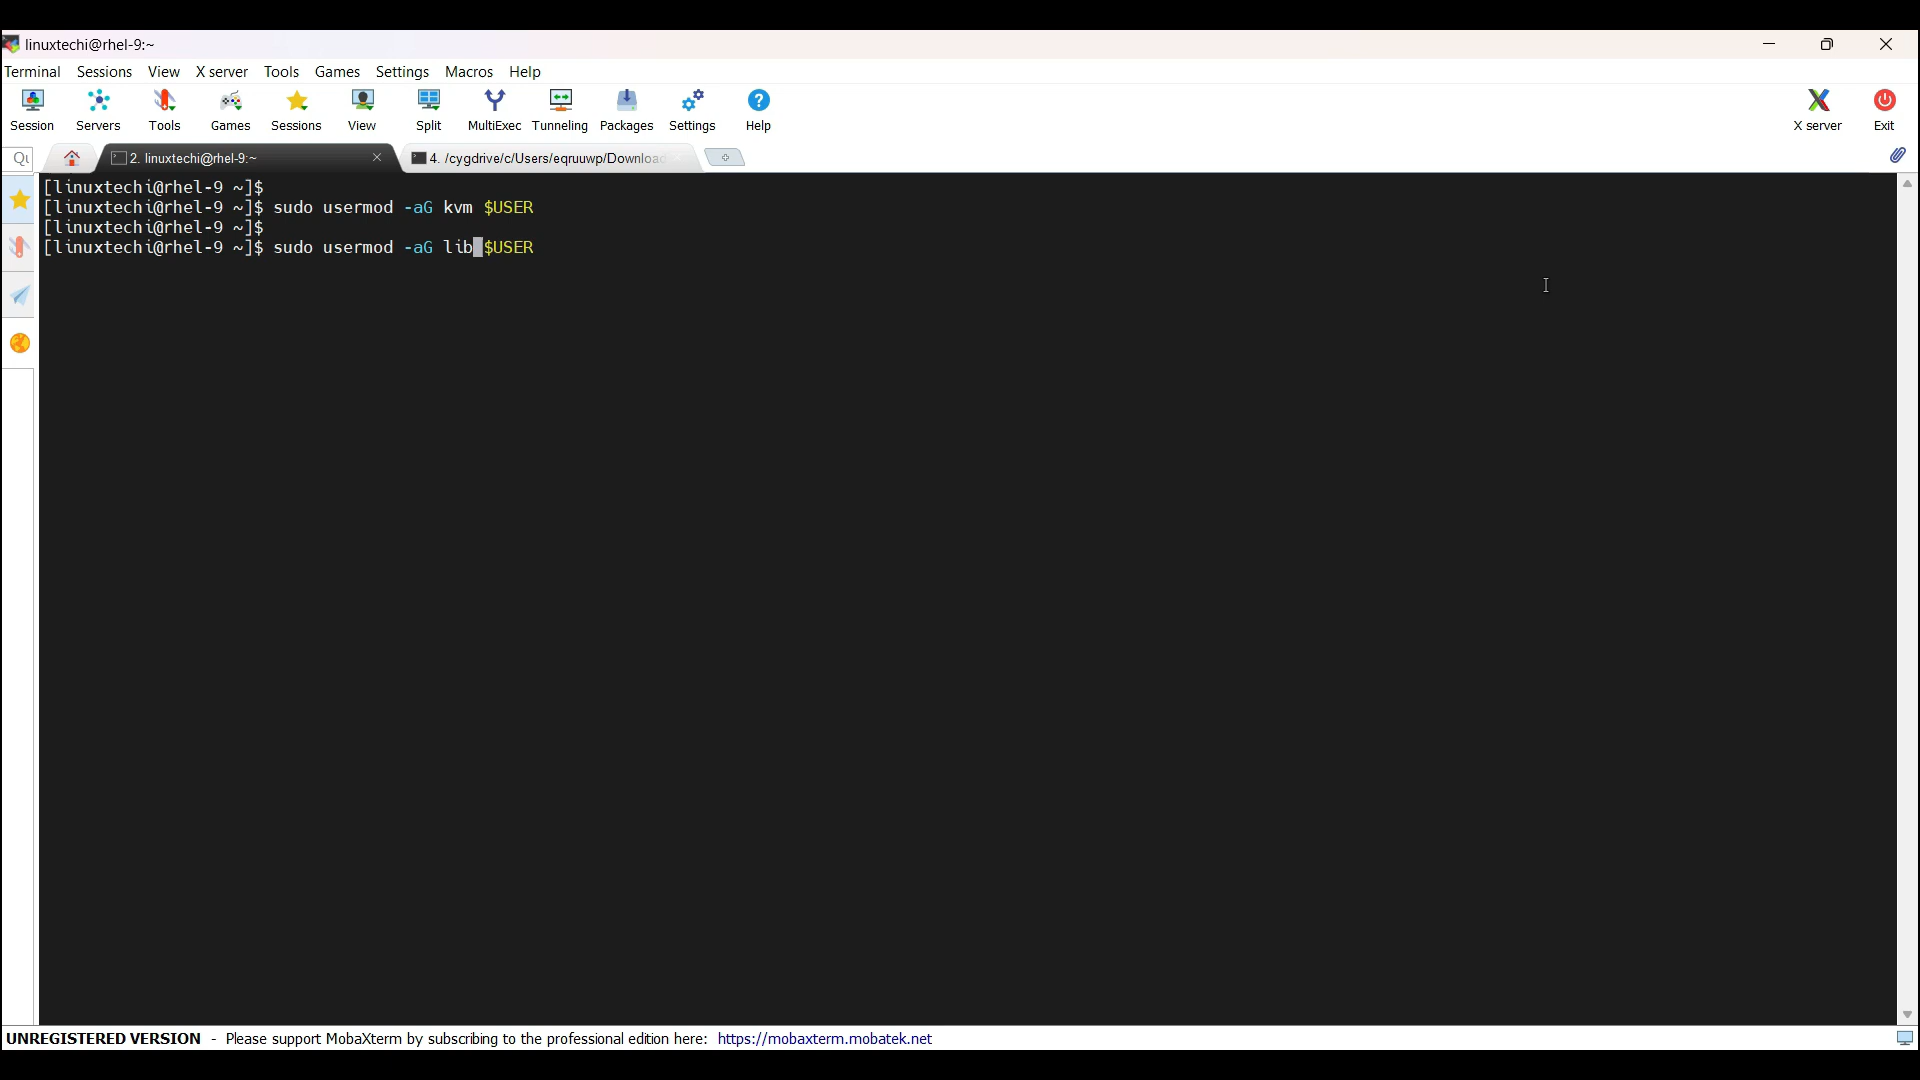 linuxtechi@rhel-9:~
Terminal Sessions View X server Tools Games Settings Macros Help
Session Servers Tools Games Sessions View Split MultiExec Tunneling Packages Settings Help X server Exit
2. linuxtechi@rhel-9:~ 4. /cygdrive/c/Users/eqruuwp/Downloa
[linuxtechi@rhel-9 ~]$
[linuxtechi@rhel-9 ~]$ sudo usermod -aG kvm $USER
[linuxtechi@rhel-9 ~]$
[linuxtechi@rhel-9 ~]$ sudo usermod -aG lib $USER
UNREGISTERED VERSION - Please support MobaXterm by subscribing to the professional edition here: https://mobaxterm.mobatek.net